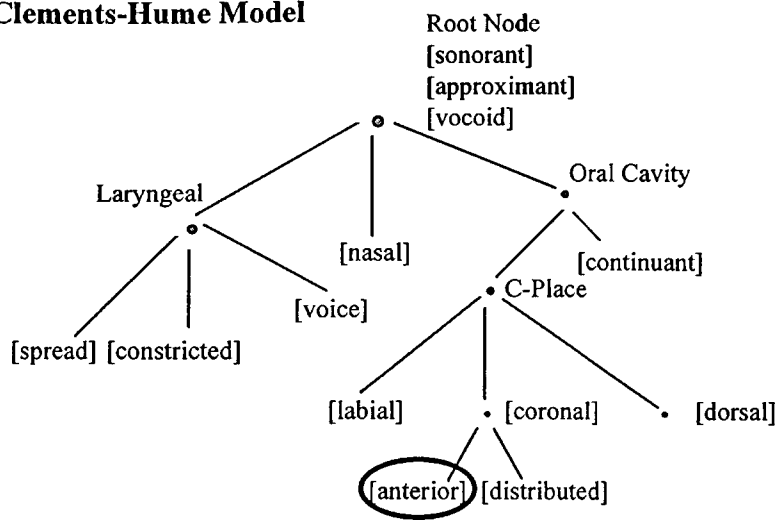 Clements-Hume Model
Root Node
[sonorant]
[approximant]
[vocoid]
Oral Cavity
Laryngeal
[nasal]
[continuant]
C-Place
[voice]
[spread] [constricted]
[labial]
[coronal]
[dorsal]
[anterior] [distributed]